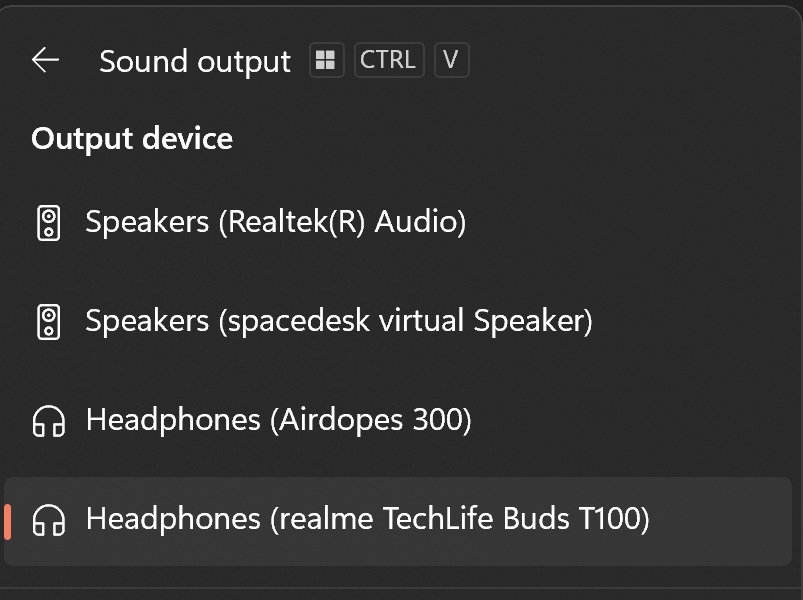 Sound output CTRL V
Output device
Speakers (Realtek(R) Audio)
Speakers (spacedesk virtual Speaker)
Headphones (Airdopes 300)
Headphones (realme TechLife Buds T100)